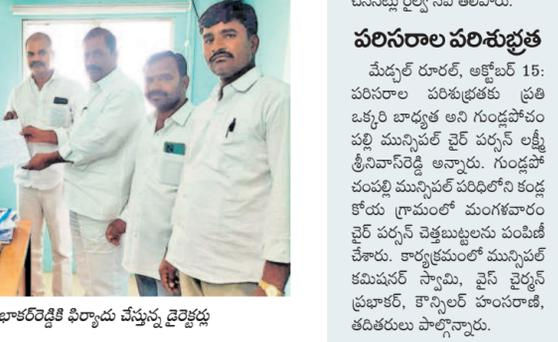 భాకర్‌రెడ్డికి ఫిర్యాదు చేస్తున్న డైరెక్టర్లు
పరిసరాల పరిశుభ్రత
మేడ్చల్ రూరల్, అక్టోబర్ 15:
పరిసరాల పరిశుభ్రతకు ప్రతి
ఒక్కరి బాధ్యత అని గుండ్లపోచం
పల్లి మున్సిపల్ చైర్ పర్సన్ లక్ష్మీ
శ్రీనివాస్‌రెడ్డి అన్నారు. గుండ్లపో
చంపల్లి మున్సిపల్ పరిధిలోని కండ్ల
కోయ గ్రామంలో మంగళవారం
చైర్ పర్సన్ చెత్తబుట్టలను పంపిణీ
చేశారు. కార్యక్రమంలో మున్సిపల్
కమిషనర్ స్వామి, వైస్ చైర్మన్
ప్రభాకర్, కౌన్సిలర్ హంసరాణి,
తదితరులు పాల్గొన్నారు.